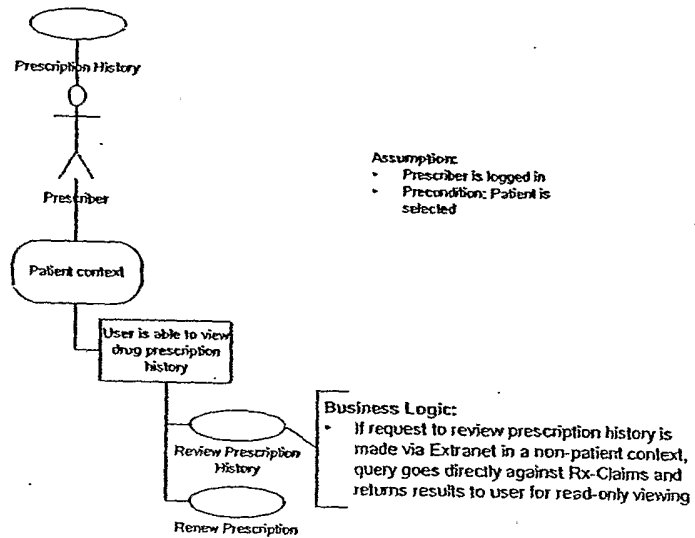 Prescription History
Assumption:
• Prescriber is logged in
• Precondition: Patient is
selected
Prescriber
Patient context
User is able to view
drug prescription
history
Review Prescription
History
Business Logic:
• If request to review prescription history is
made via Extranet in a non-patient context,
query goes directly against Rx-Claims and
returns results to user for read-only viewing
Renew Prescription